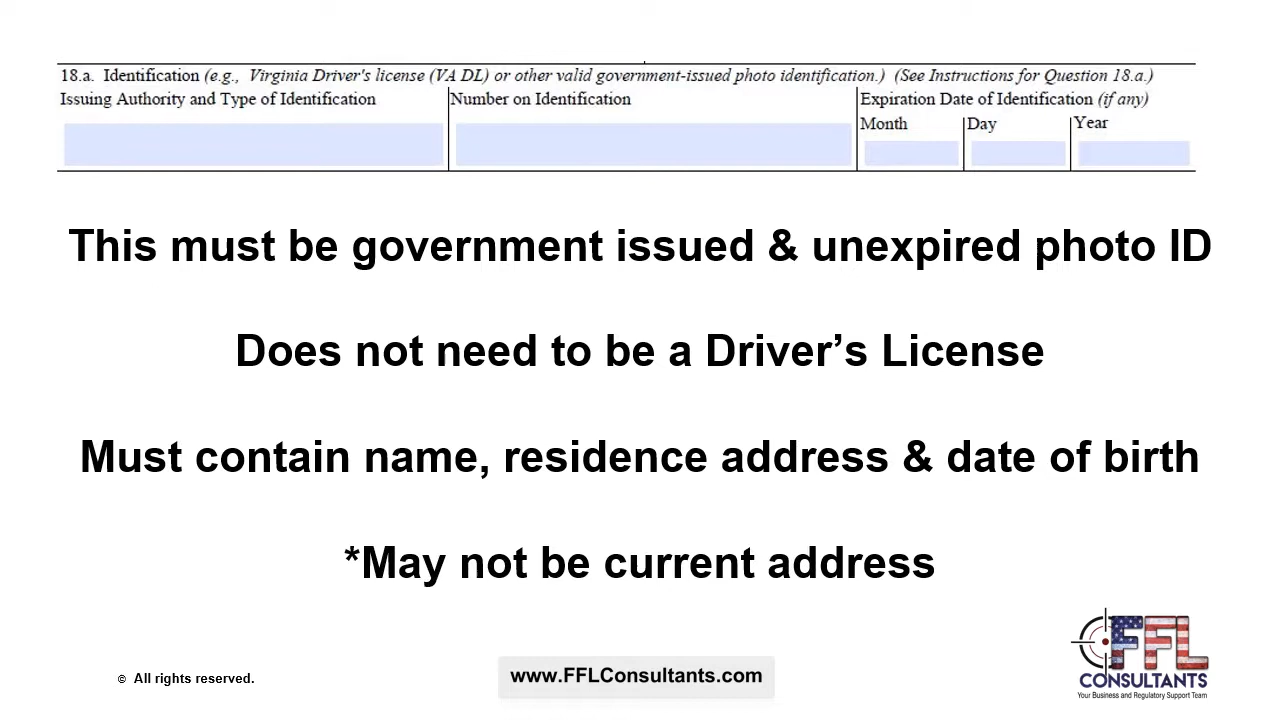 18.a. Identification (e.g., Virginia Driver's license (VA DL) or other valid government-issued photo identification.) (See Instructions for Question 18.a.)
Issuing Authority and Type of Identification
Number on Identification
Expiration Date of Identification (if any)
Month
Day
Year
This must be government issued & unexpired photo ID
Does not need to be a Driver’s License
Must contain name, residence address & date of birth
*May not be current address
© All rights reserved.
www.FFLConsultants.com
FFL
CONSULTANTS
Your Business and Regulatory Support Team